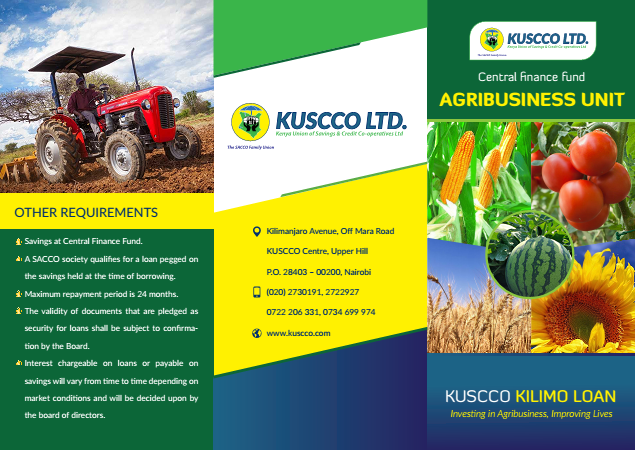 OTHER REQUIREMENTS
Savings at Central Finance Fund.
A SACCO society qualifies for a loan pegged on
the savings held at the time of borrowing.
Maximum repayment period is 24 months.
The validity of documents that are pledged as
security for loans shall be subject to confirma-
tion by the Board.
Interest chargeable on loans or payable on
savings will vary from time to time depending on
market conditions and will be decided upon by
the board of directors.
KUSCCO LTD.
Kenya Union of Savings & Credit Co-operatives Ltd
The SACCO Family Union
Kilimanjaro Avenue, Off Mara Road
KUSCCO Centre, Upper Hill
P.O. 28403 – 00200, Nairobi
(020) 2730191, 2722927
0722 206 331, 0734 699 974
www.kuscco.com
KUSCCO LTD.
Kenya Union of Savings & Credit Co-operatives Ltd
The SACCO Family Union
Central finance fund
AGRIBUSINESS UNIT
KUSCCO KILIMO LOAN
Investing in Agribusiness, Improving Lives